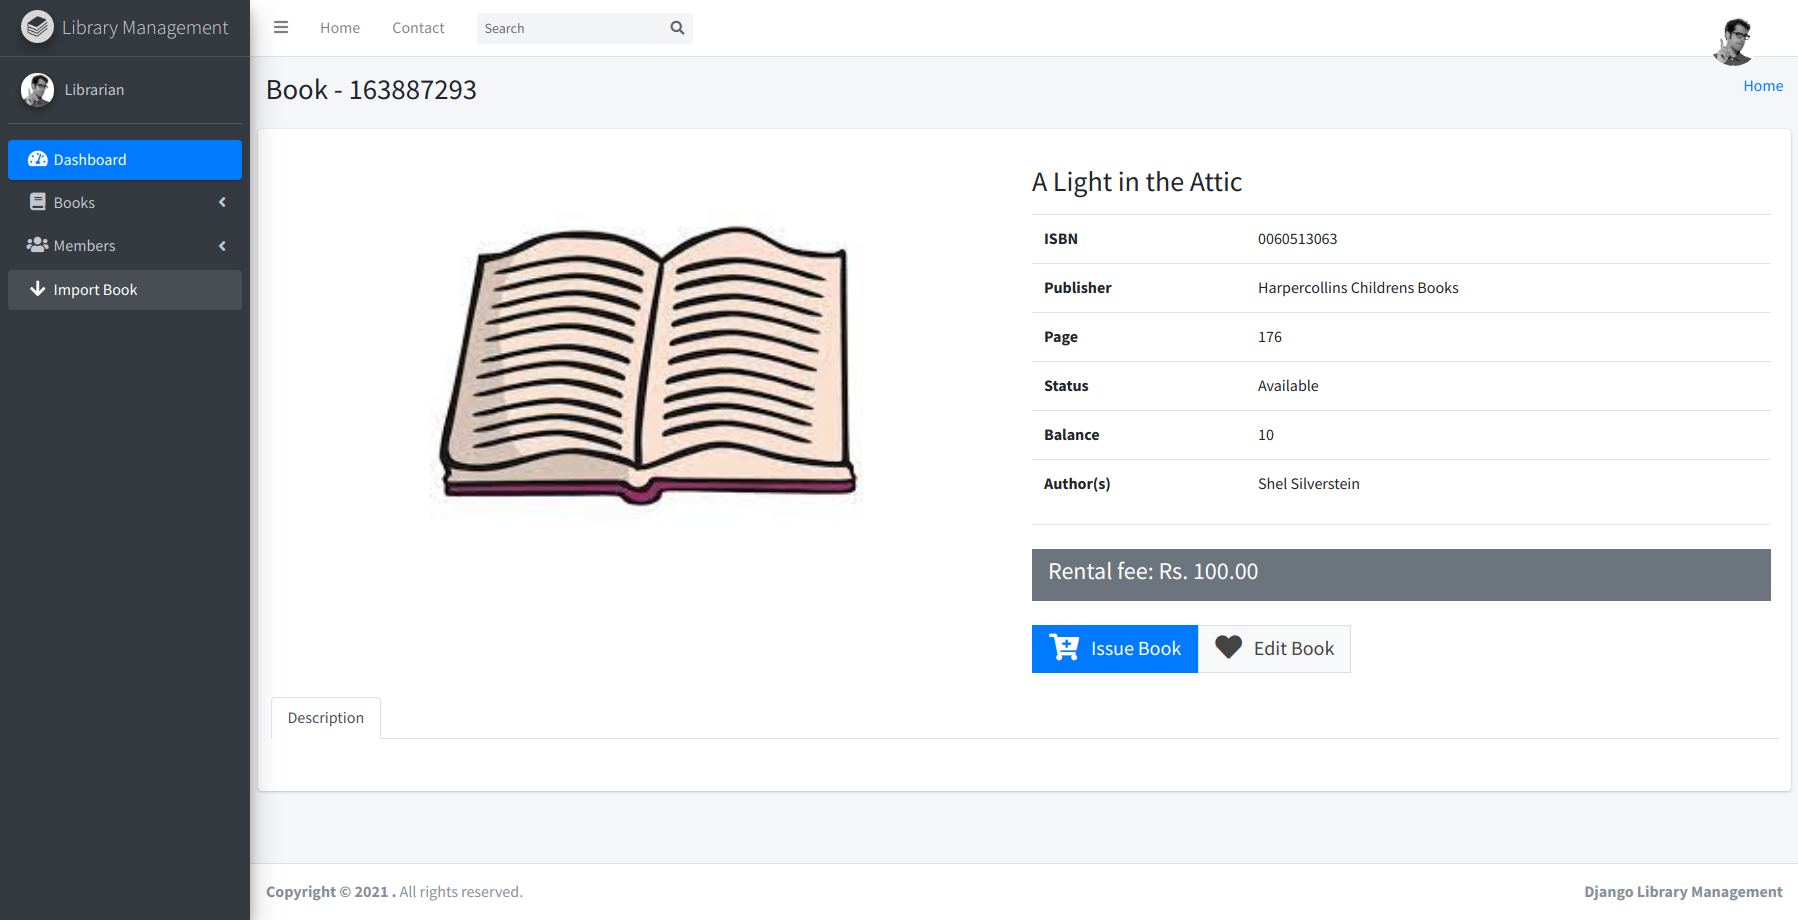 Library Management
Home
Contact
Search
Librarian
Book - 163887293
Home
Dashboard
Books
Members
Import Book
A Light in the Attic
ISBN 0060513063
Publisher Harpercollins Childrens Books
Page 176
Status Available
Balance 10
Author(s) Shel Silverstein
Rental fee: Rs. 100.00
Issue Book
Edit Book
Description
Copyright © 2021 . All rights reserved.
Django Library Management